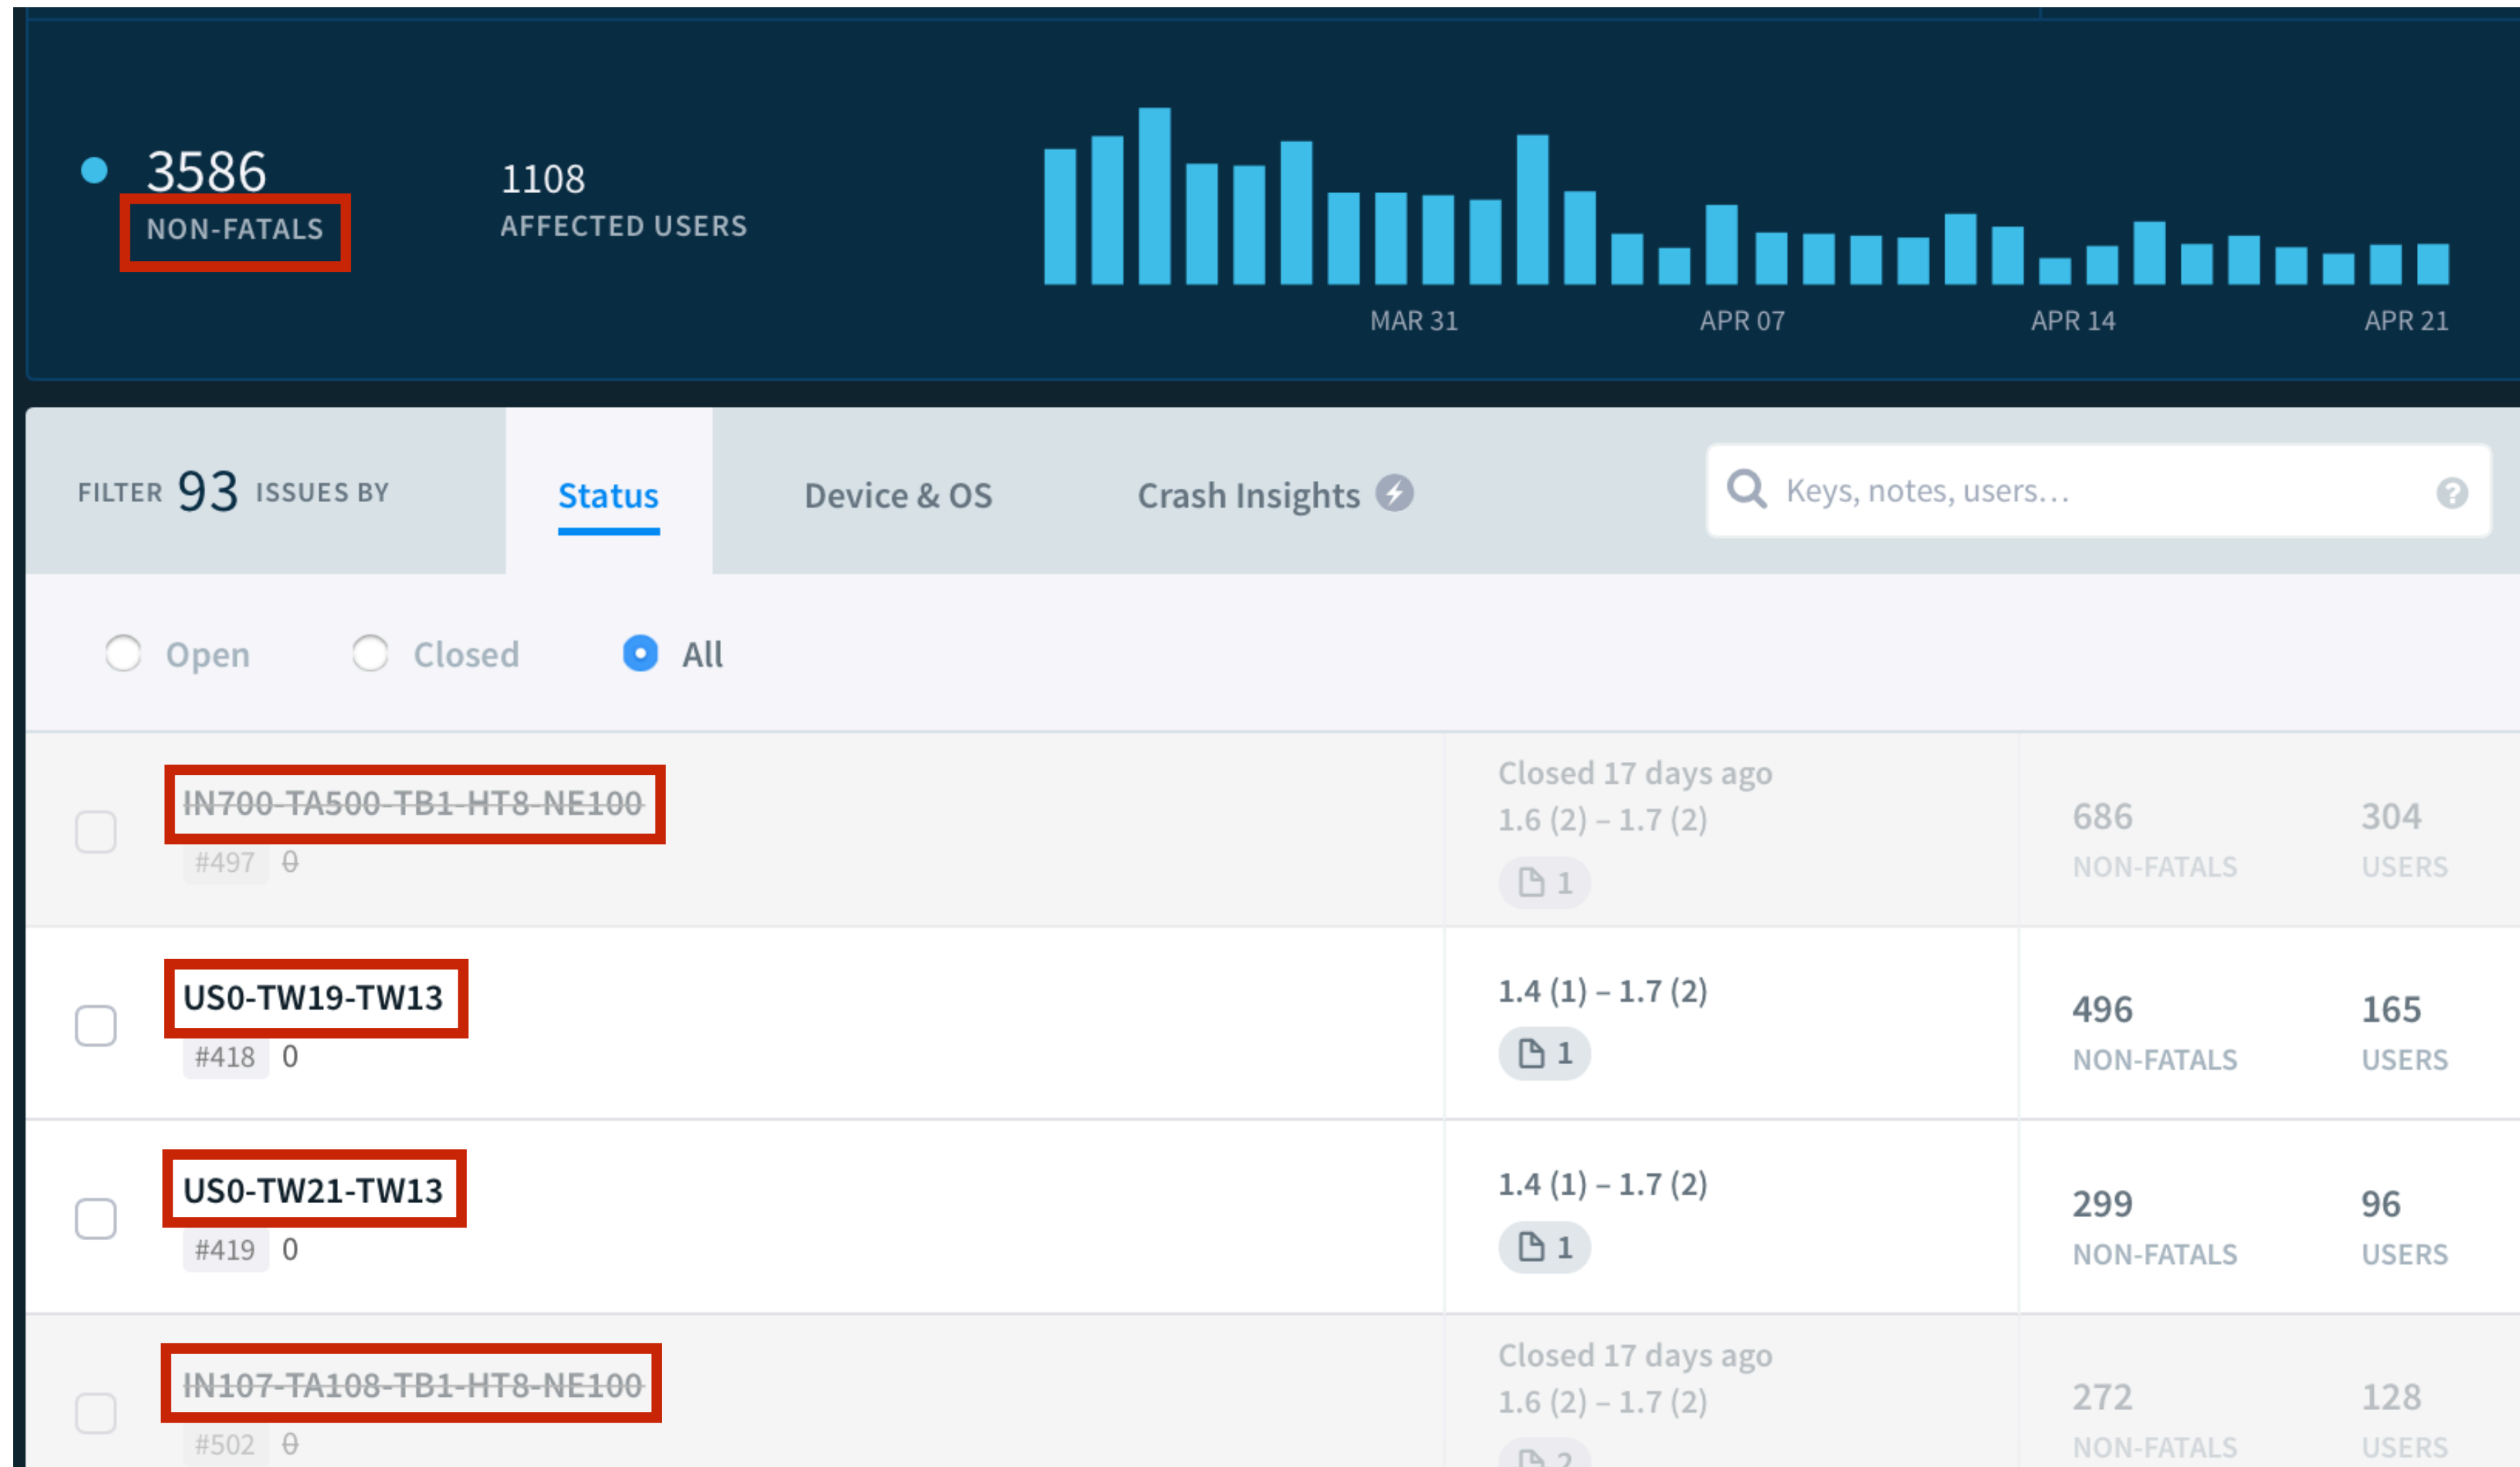 3586
NON-FATALS
1108
AFFECTED USERS
MAR 31 APR 07 APR 14 APR 21
FILTER 93 ISSUES BY Status Device & OS Crash Insights Keys, notes, users... ?
Open Closed All
IN700-TA500-TB1-HT8-NE100
#497 0
Closed 17 days ago
1.6 (2) – 1.7 (2)
1
686
NON-FATALS
304
USERS
US0-TW19-TW13
#418 0
1.4 (1) – 1.7 (2)
1
496
NON-FATALS
165
USERS
US0-TW21-TW13
#419 0
1.4 (1) – 1.7 (2)
1
299
NON-FATALS
96
USERS
IN107-TA108-TB1-HT8-NE100
#502 0
Closed 17 days ago
1.6 (2) – 1.7 (2)
2
272
NON-FATALS
128
USERS